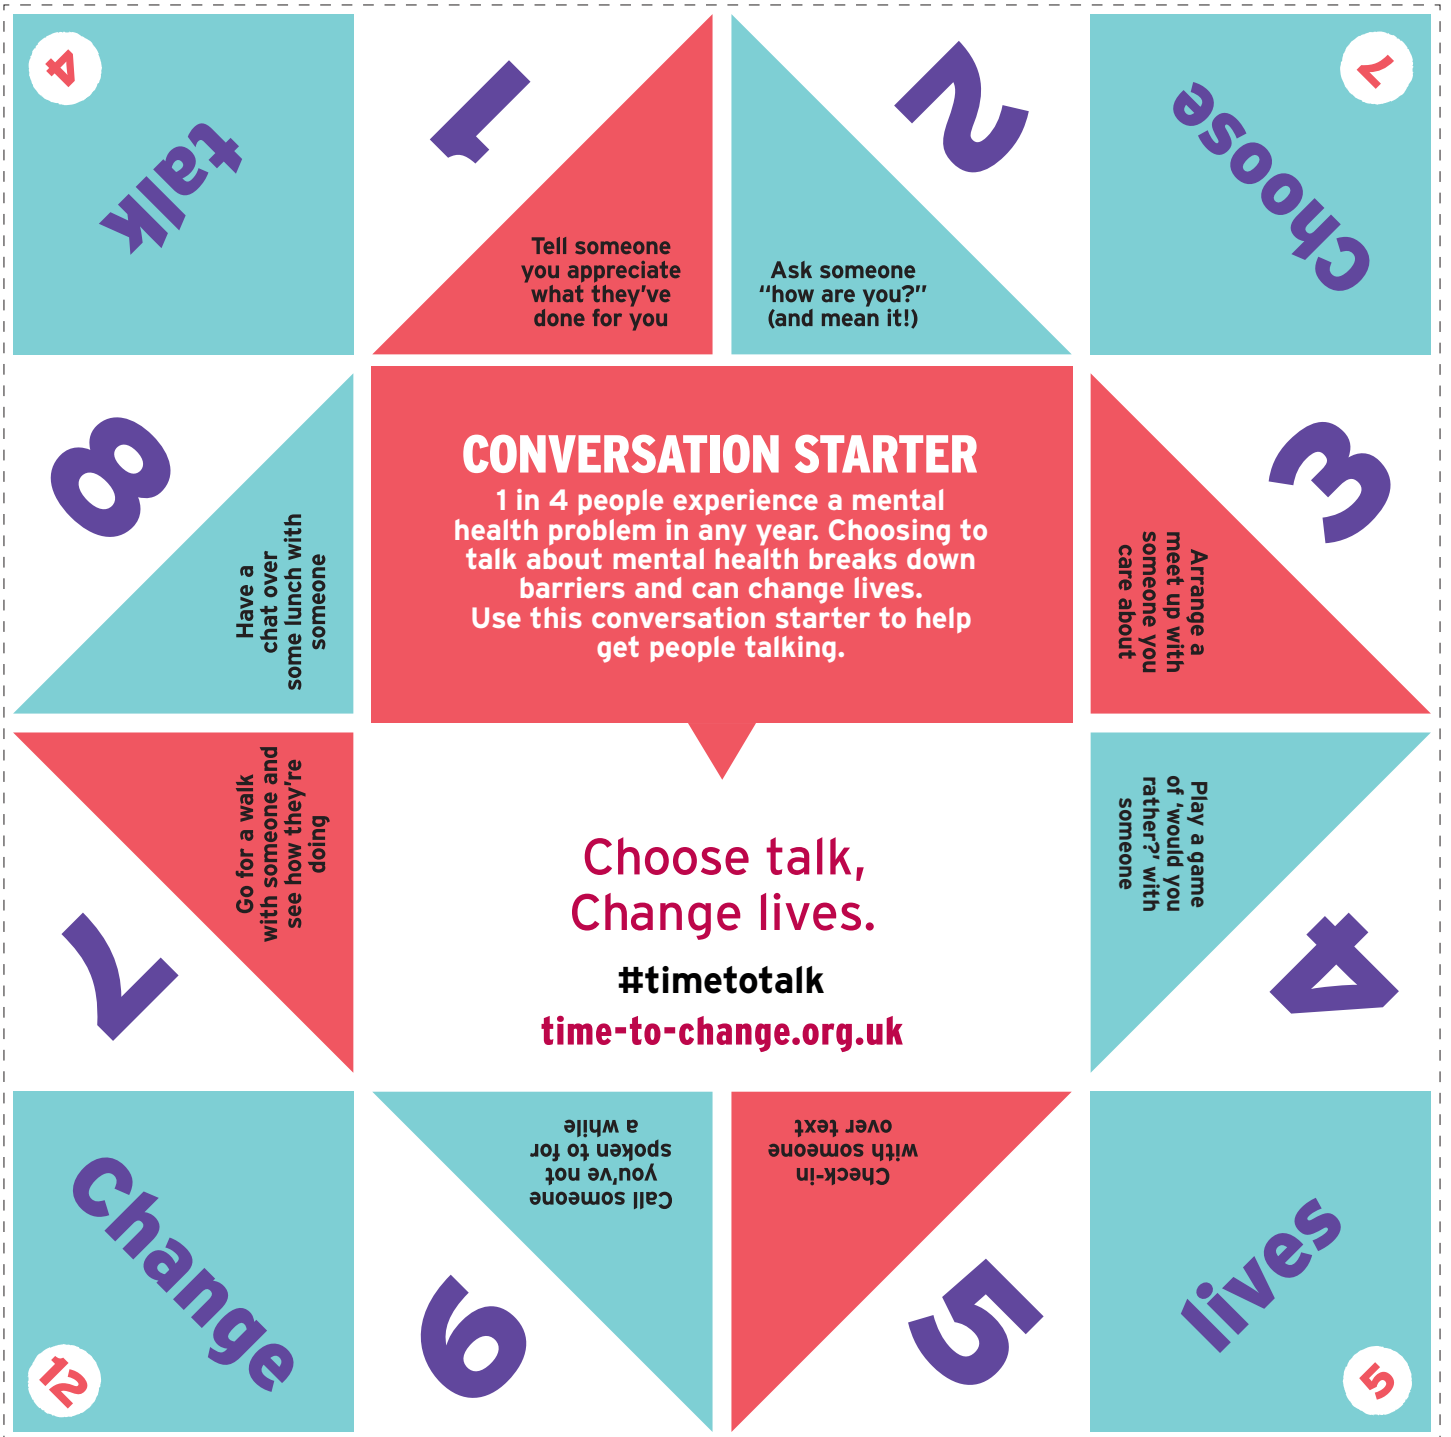 4
talk
1
Tell someone
you appreciate
what they've
done for you
2
Ask someone
“how are you?”
(and mean it!)
7
choose
8
Have a
chat over
some lunch with
someone
CONVERSATION STARTER
1 in 4 people experience a mental
health problem in any year. Choosing to
talk about mental health breaks down
barriers and can change lives.
Use this conversation starter to help
get people talking.
3
Arrange a
meet up with
someone you
care about
7
Go for a walk
with someone and
see how they're
doing
Choose talk,
Change lives.
#timetotalk
time-to-change.org.uk
4
Play a game
of ‘would you
rather?’ with
someone
Change
12
6
Call someone
you've not
spoken to for
a while
5
Check-in
with someone
over text
lives
5